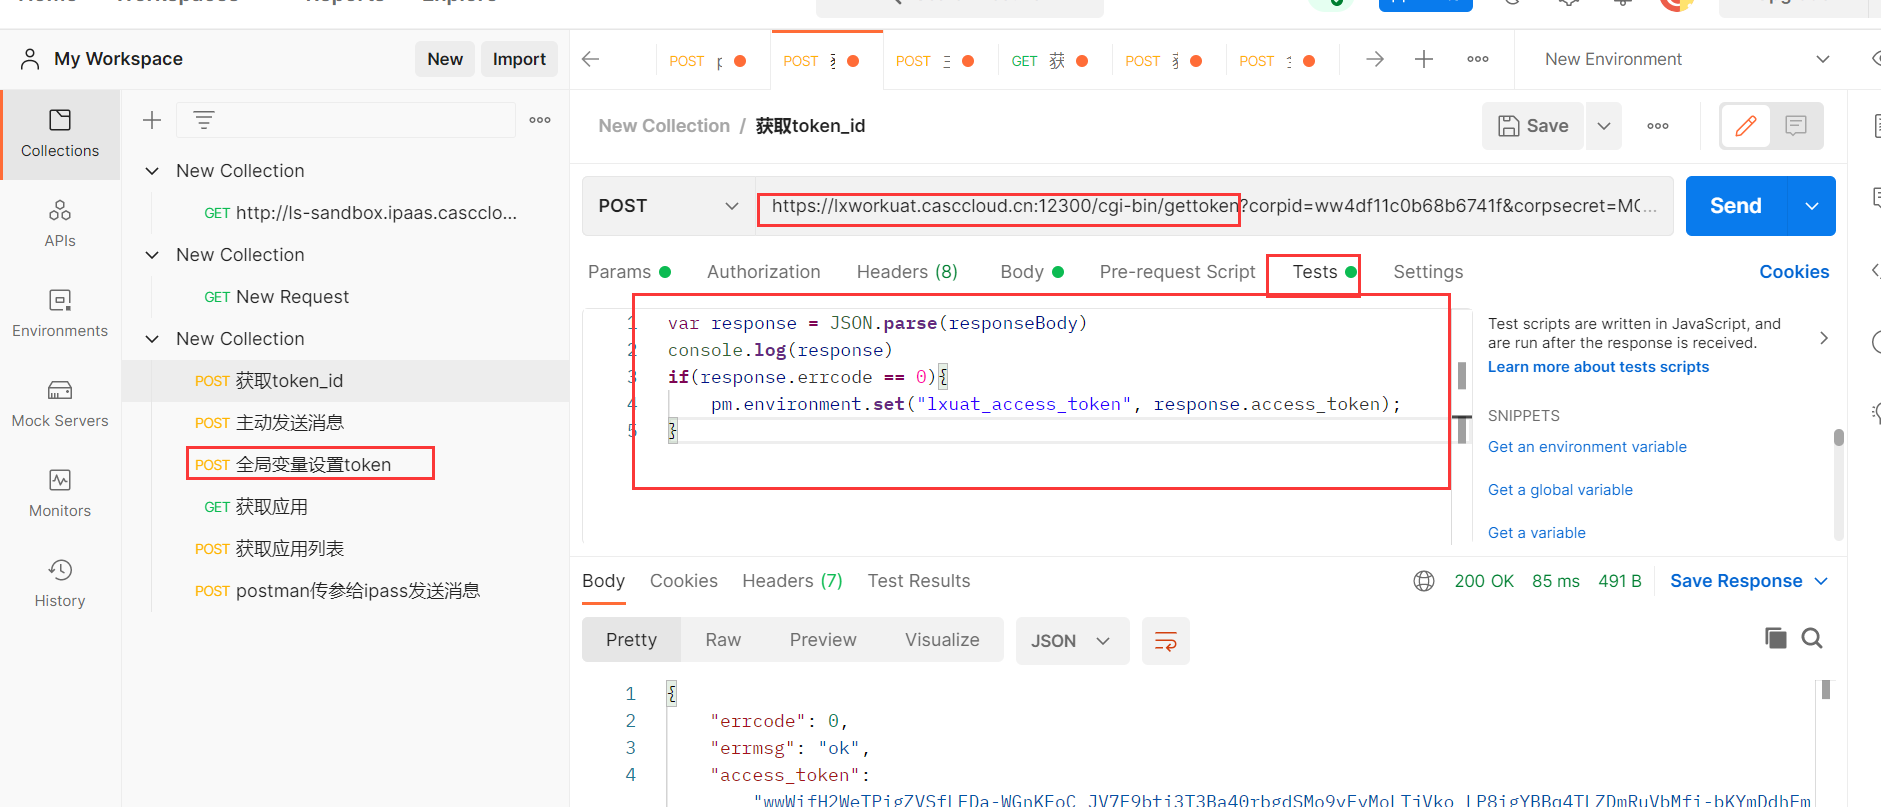 My Workspace
New
Import
POST
POST
POST
GET 获
POST
POST
New Environment
Collections
APIs
Environments
Mock Servers
Monitors
History
New Collection
GET http://ls-sandbox.ipaas.cascclo...
New Collection
GET New Request
New Collection
POST 获取token_id
POST 主动发送消息
POST 全局变量设置token
GET 获取应用
POST 获取应用列表
POST postman传参给ipass发送消息
New Collection / 获取token_id
Save
POST
https://lxworkuat.casccloud.cn:12300/cgi-bin/gettoken?corpid=ww4df11c0b68b6741f&corpsecret=MC...
Send
Params
Authorization
Headers (8)
Body
Pre-request Script
Tests
Settings
Cookies
1 var response = JSON.parse(responseBody)
2 console.log(response)
3 if(response.errcode == 0){
4 pm.environment.set("lxuat_access_token", response.access_token);
5 }
Test scripts are written in JavaScript, and
are run after the response is received.
Learn more about tests scripts
SNIPPETS
Get an environment variable
Get a global variable
Get a variable
Body
Cookies
Headers (7)
Test Results
200 OK
85 ms
491 B
Save Response
Pretty
Raw
Preview
Visualize
JSON
1 {
2 "errcode": 0,
3 "errmsg": "ok",
4 "access_token":